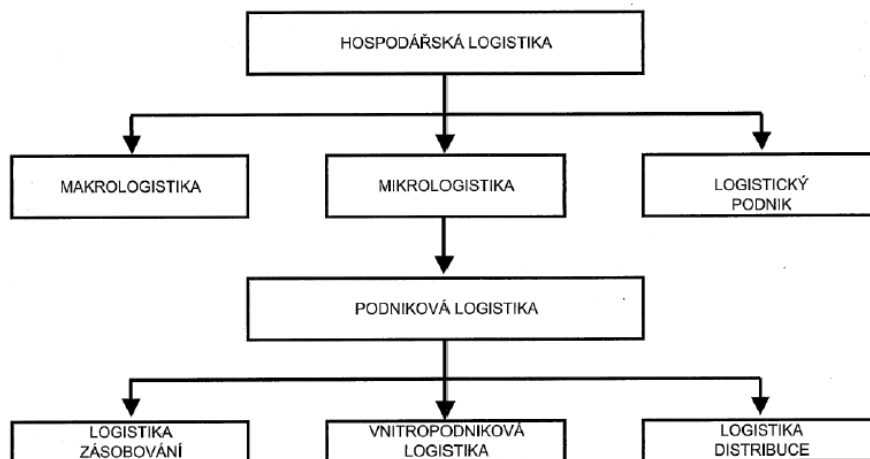 HOSPODÁŘSKÁ LOGISTIKA
MAKROLOGISTIKA
MIKROLOGISTIKA
LOGISTICKÝ
PODNIK
PODNIKOVÁ LOGISTIKA
LOGISTIKA
ZÁSOBOVÁNÍ
VNITROPODNIKOVÁ
LOGISTIKA
LOGISTIKA
DISTRIBUCE